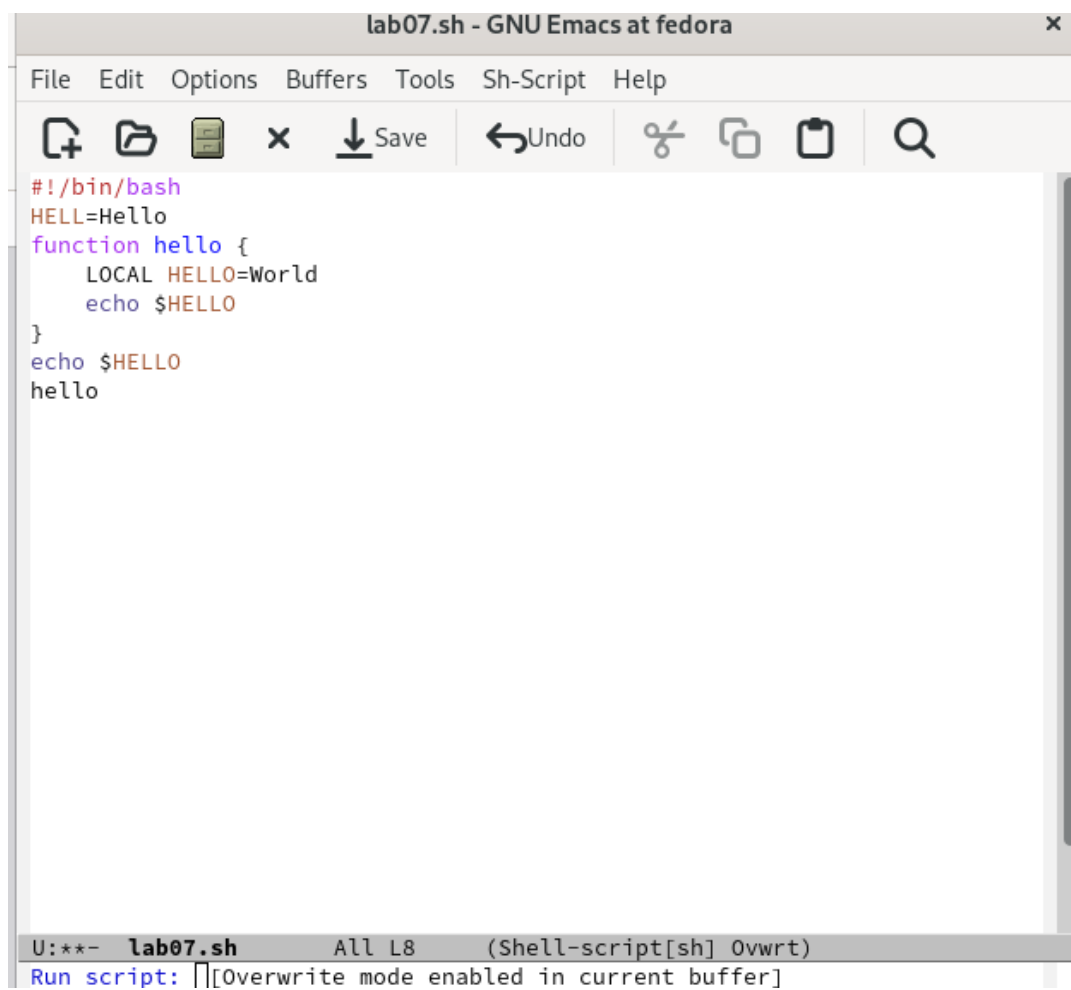 lab07.sh - GNU Emacs at fedora ×
File Edit Options Buffers Tools Sh-Script Help
Save Undo
#!/bin/bash
HELL=Hello
function hello {
    LOCAL HELLO=World
    echo $HELLO
}
echo $HELLO
hello
U:**- lab07.sh All L8 (Shell-script[sh] Ovwrt)
Run script: [Overwrite mode enabled in current buffer]